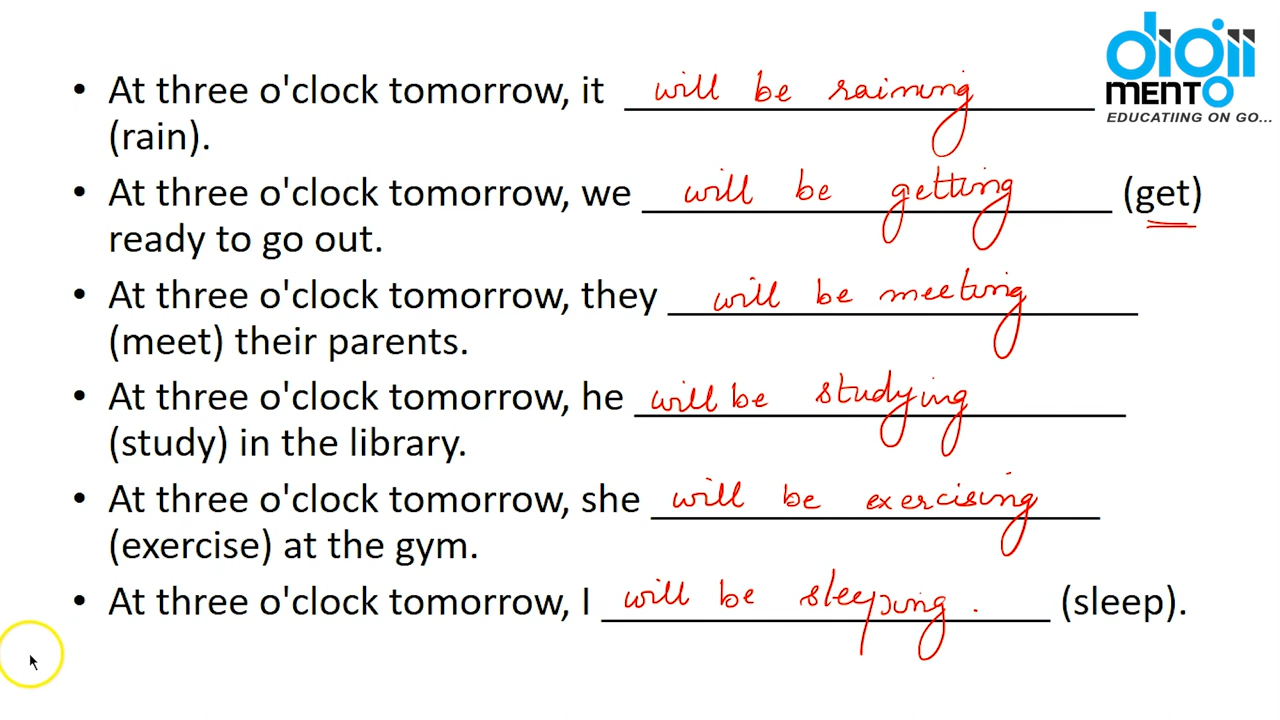 digii
MENTO
EDUCATIING ON GO...
• At three o'clock tomorrow, it will be raining
(rain).
• At three o'clock tomorrow, we will be getting (get)
ready to go out.
• At three o'clock tomorrow, they will be meeting
(meet) their parents.
• At three o'clock tomorrow, he will be studying
(study) in the library.
• At three o'clock tomorrow, she will be exercising
(exercise) at the gym.
• At three o'clock tomorrow, I will be sleeping. (sleep).